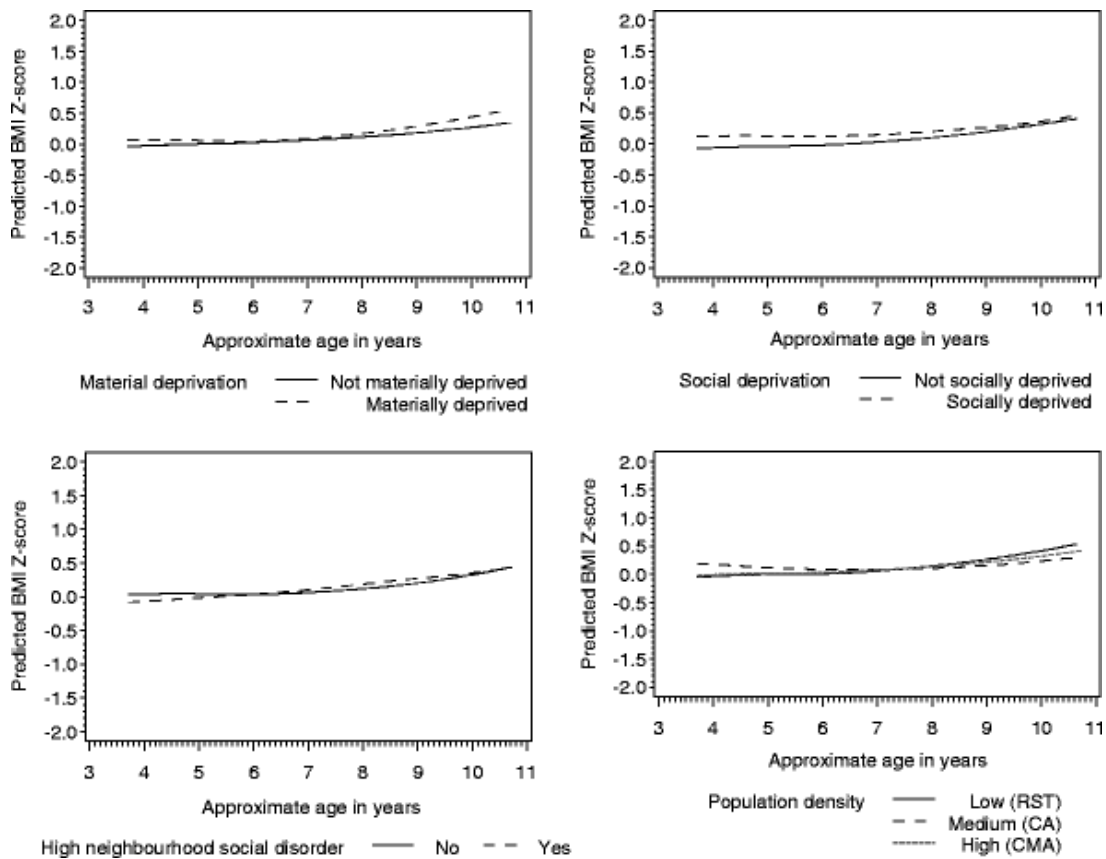 2.0
1.5
1.0
0.5
0.0
-0.5
-1.0
-1.5
-2.0
Predicted BMI Z-score
3 4 5 6 7 8 9 10 11
Approximate age in years
Material deprivation Not materially deprived
Materially deprived
2.0
1.5
1.0
0.5
0.0
-0.5
-1.0
-1.5
-2.0
Predicted BMI Z-score
3 4 5 6 7 8 9 10 11
Approximate age in years
Social deprivation Not socially deprived
Socially deprived
2.0
1.5
1.0
0.5
0.0
-0.5
-1.0
-1.5
-2.0
Predicted BMI Z-score
3 4 5 6 7 8 9 10 11
Approximate age in years
High neighbourhood social disorder No Yes
2.0
1.5
1.0
0.5
0.0
-0.5
-1.0
-1.5
-2.0
Predicted BMI Z-score
3 4 5 6 7 8 9 10 11
Approximate age in years
Population density Low (RST)
Medium (CA)
High (CMA)